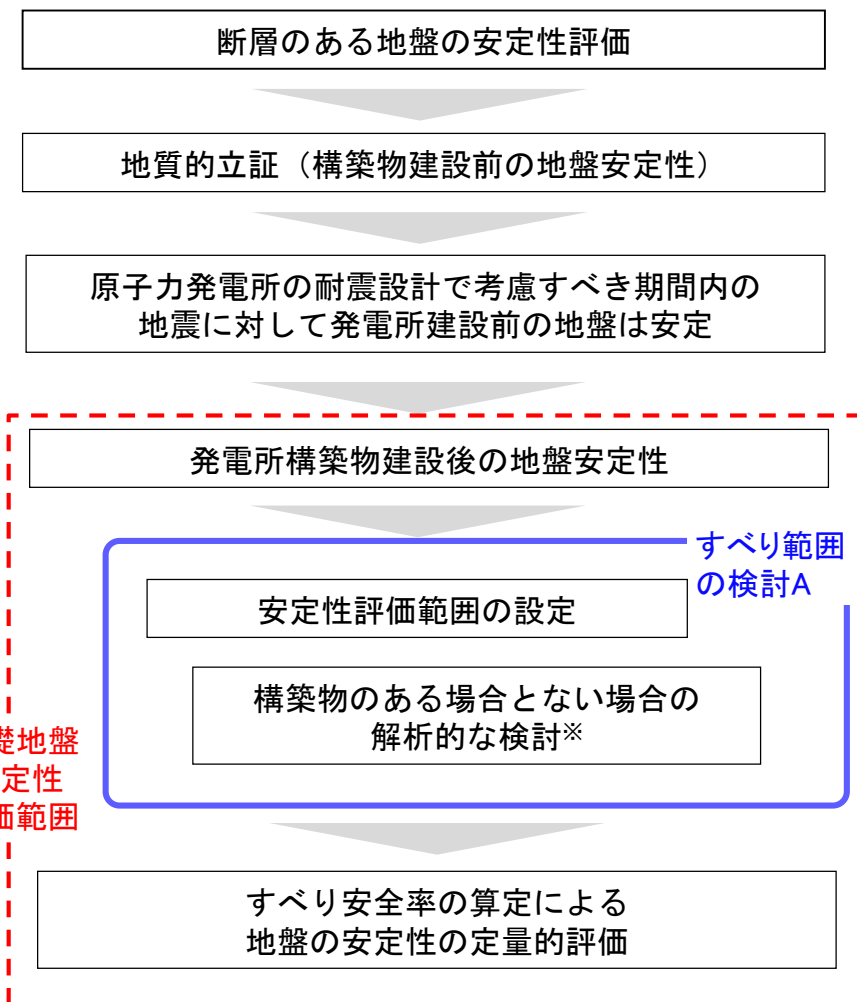 断層のある地盤の安定性評価
地質的立証（構築物建設前の地盤安定性）
原子力発電所の耐震設計で考慮すべき期間内の
地震に対して発電所建設前の地盤は安定
発電所構築物建設後の地盤安定性
すべり範囲
の検討A
安定性評価範囲の設定
構築物のある場合とない場合の
解析的な検討※
礎地盤
定性
価範囲
すべり安全率の算定による
地盤の安定性の定量的評価